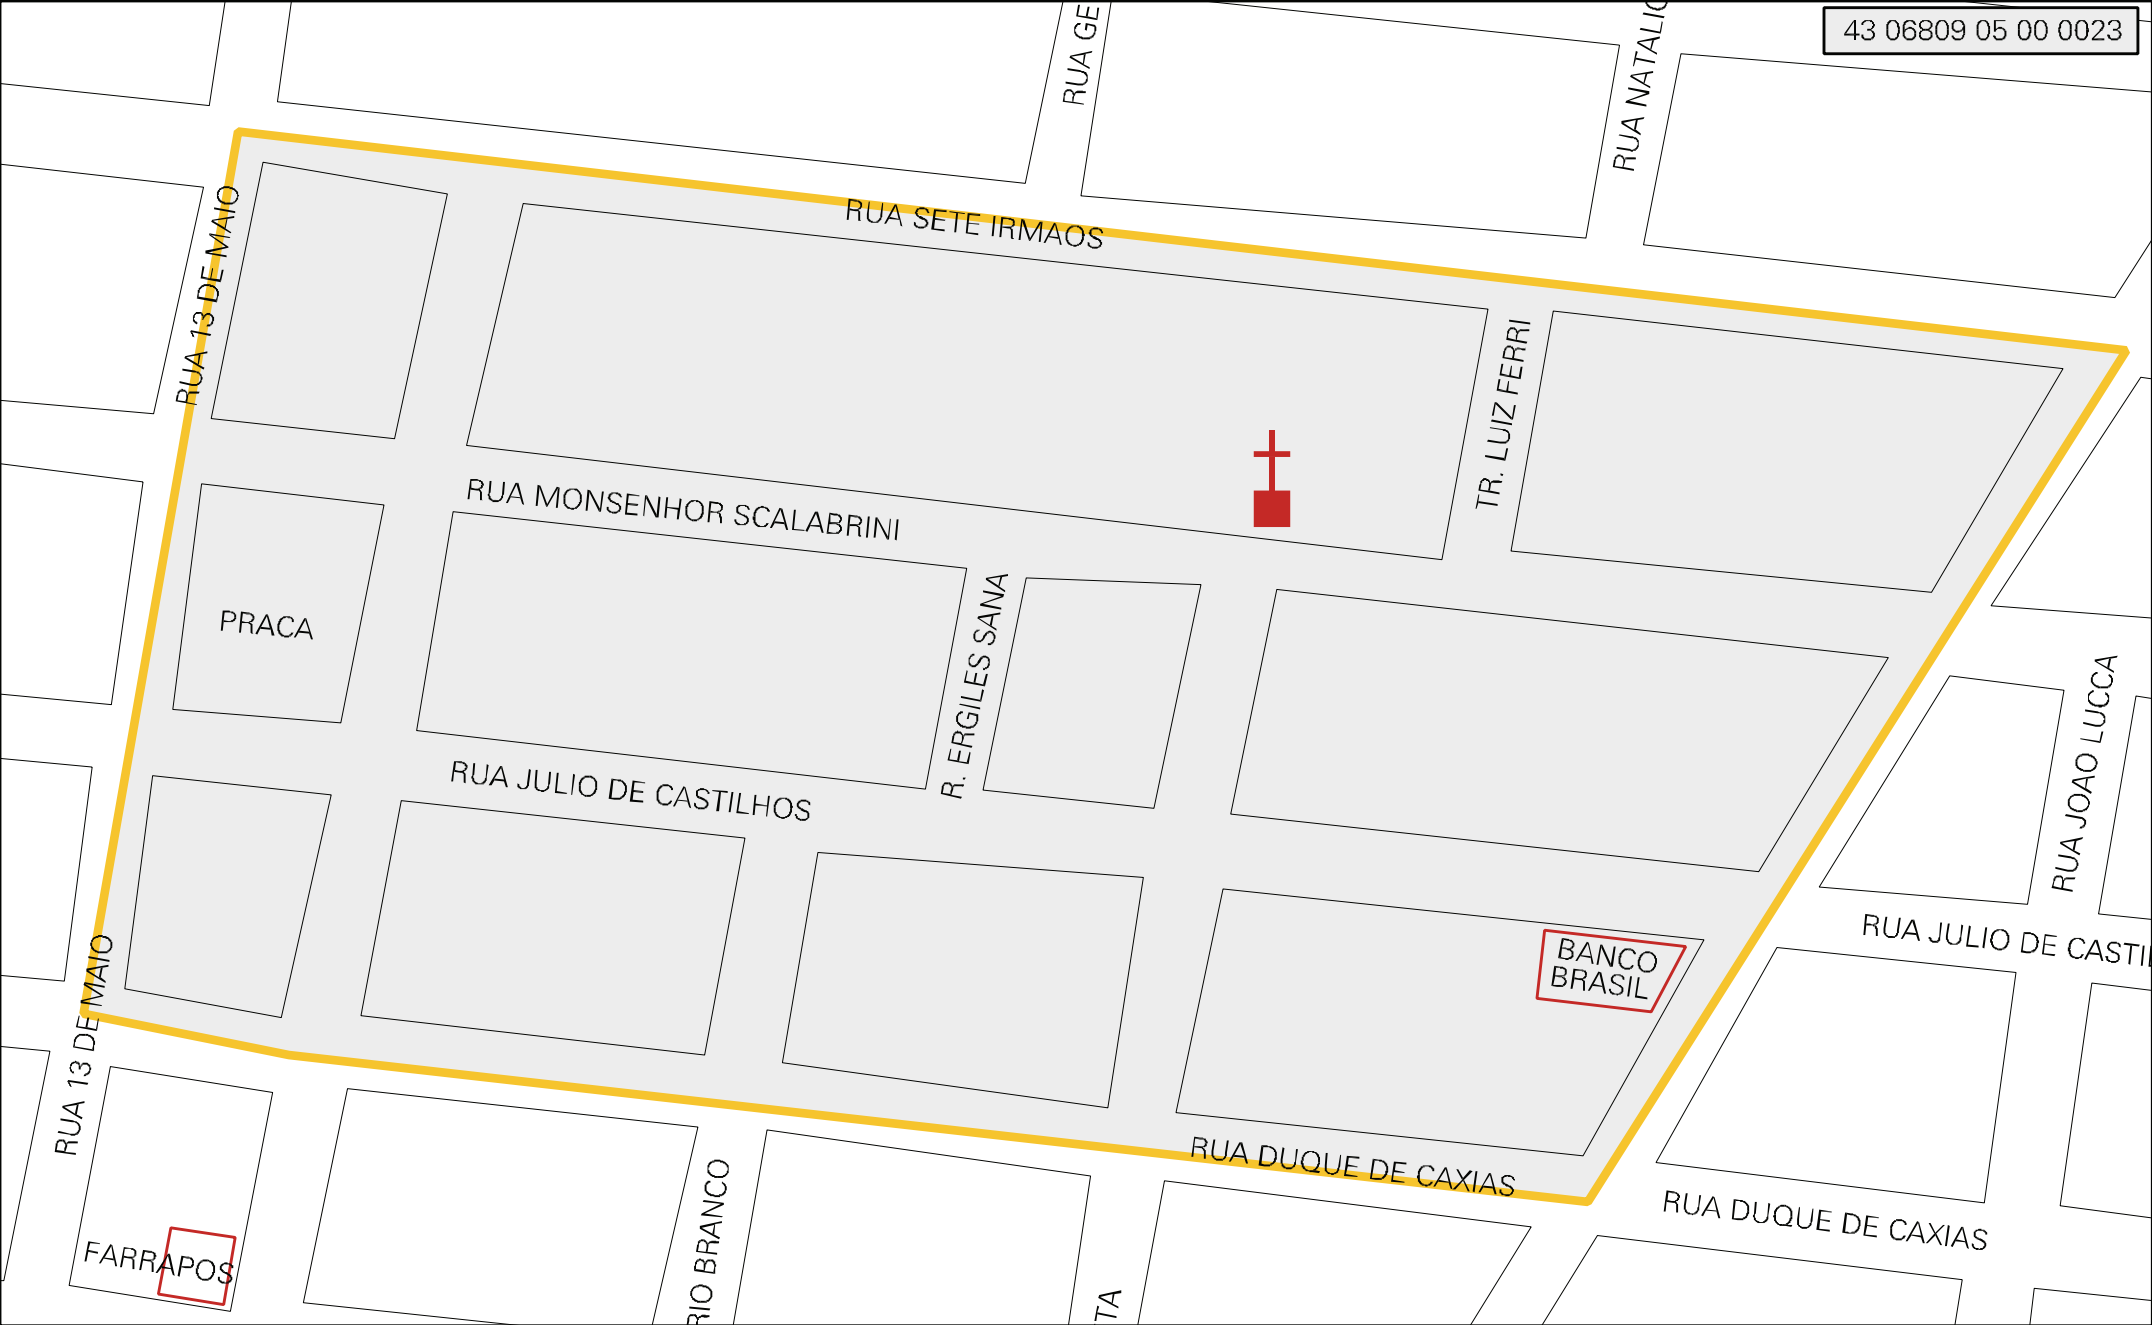 RUA GE
RUA NATALIC
43 06809 05 00 0023
RUA 13 DE MAIO
RUA SETE IRMAOS
TR. LUIZ FERRI
RUA MONSENHOR SCALABRINI
PRACA
R. ERGILES SANA
RUA JOAO LUCCA
RUA JULIO DE CASTILHOS
RUA JULIO DE CASTIL
BANCO
BRASIL
RUA 13 DE MAIO
RUA DUQUE DE CAXIAS
RUA DUQUE DE CAXIAS
RIO BRANCO
FARRAPOS
TA